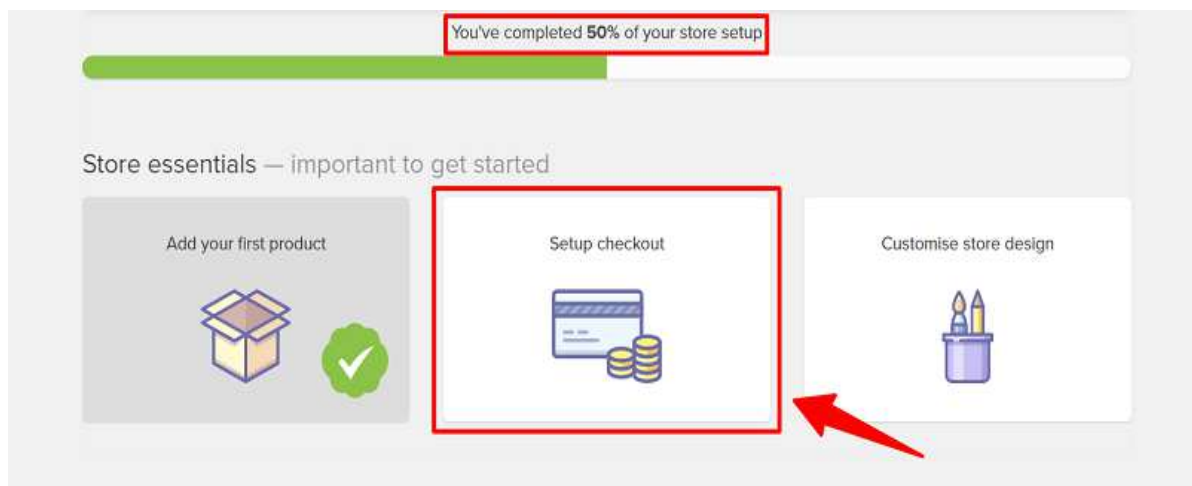 You've completed 50% of your store setup
Store essentials — important to get started
Add your first product
Setup checkout
Customise store design